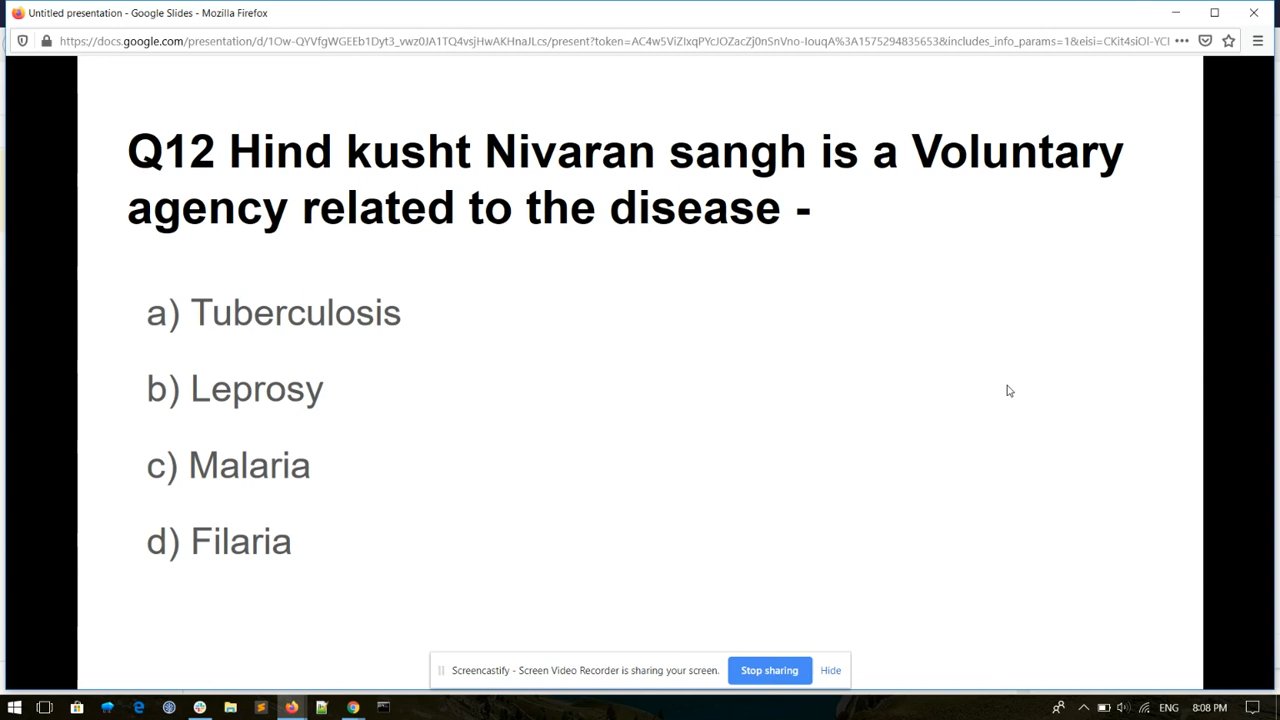 Untitled presentation - Google Slides - Mozilla Firefox
https://docs.google.com/presentation/d/1Ow-QYVfgWGEEb1Dyt3_vwz0JA1TQ4vsjHwAKHnaJLcs/present?token=AC4w5ViZIxqPYcJOZacZj0nSnVno-IouqA%3A1575294835653&includes_info_params=1&eisi=CKit4siOl-YCI
Q12 Hind kusht Nivaran sangh is a Voluntary
agency related to the disease -
a) Tuberculosis
b) Leprosy
c) Malaria
d) Filaria
Screencastify - Screen Video Recorder is sharing your screen. Stop sharing Hide
ENG 8:08 PM